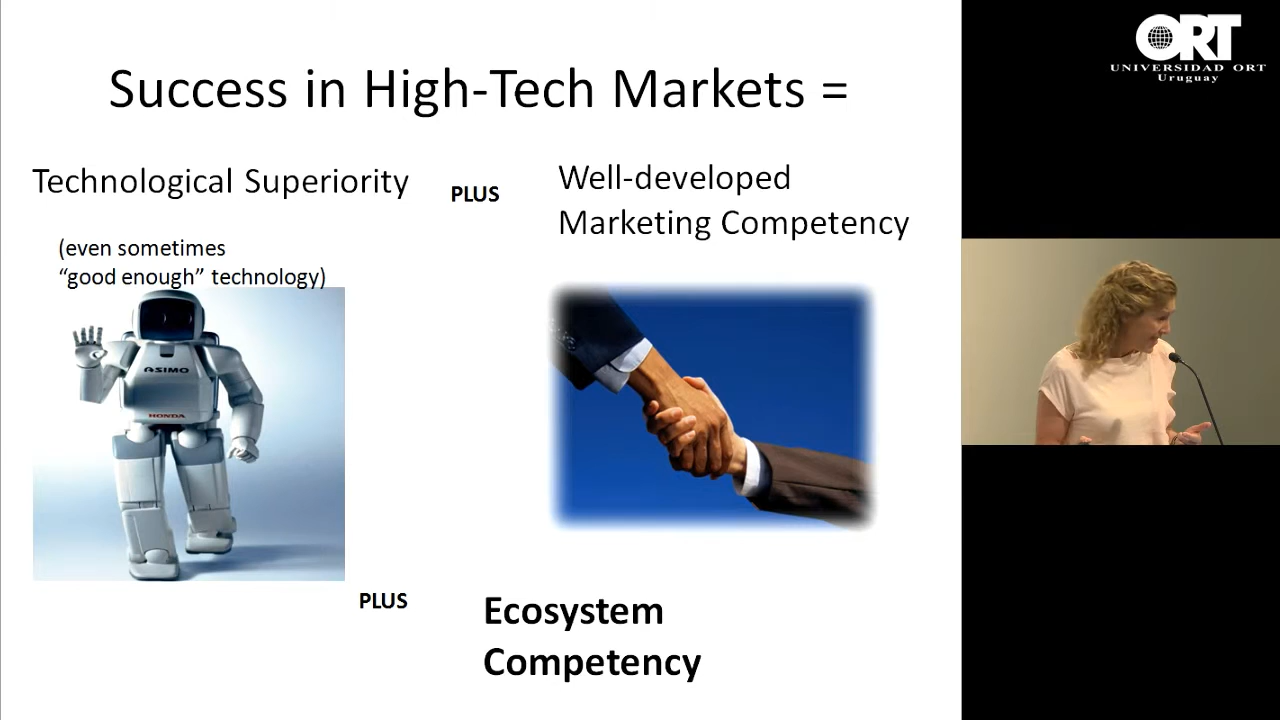 Success in High-Tech Markets =
Technological Superiority
PLUS
Well-developed
Marketing Competency
(even sometimes
“good enough” technology)
ASIMO
HONDA
PLUS
Ecosystem
Competency
ORT
UNIVERSIDAD ORT
Uruguay